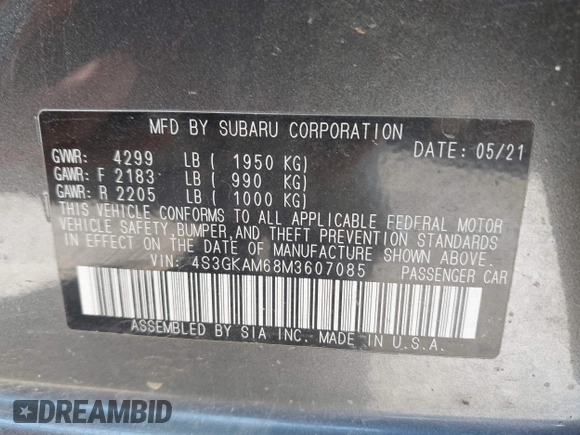 MFD BY SUBARU CORPORATION
GVWR: 4299 LB ( 1950 KG) DATE: 05/21
GAWR: F 2183 LB ( 990 KG)
GAWR: R 2205 LB ( 1000 KG)
THIS VEHICLE CONFORMS TO ALL APPLICABLE FEDERAL MOTOR
VEHICLE SAFETY, BUMPER, AND THEFT PREVENTION STANDARDS
IN EFFECT ON THE DATE OF MANUFACTURE SHOWN ABOVE.
VIN: 4S3GKAM68M3607085 PASSENGER CAR
ASSEMBLED BY SIA INC. MADE IN U.S.A.
DREAMBID